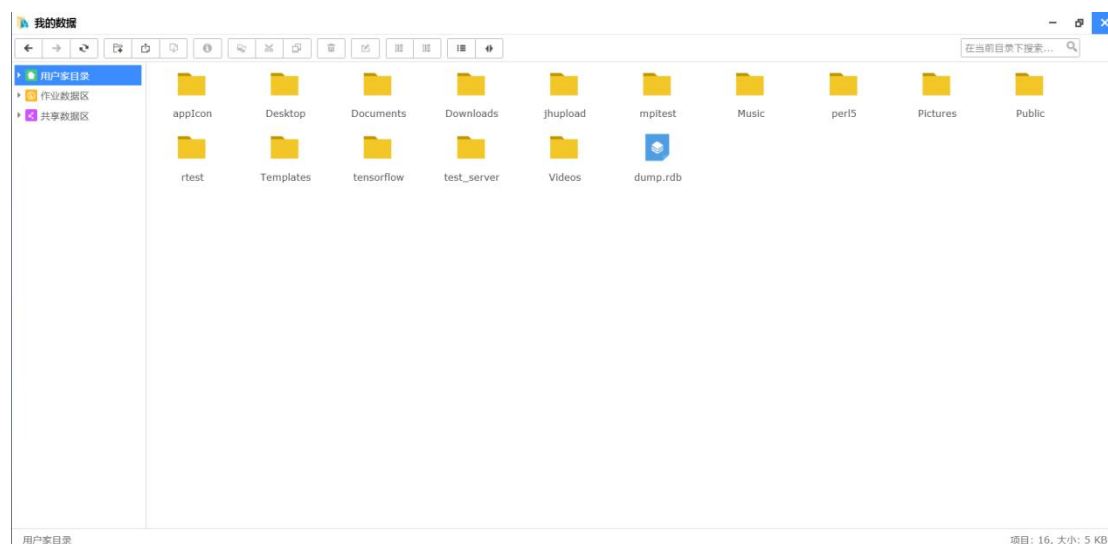 我的数据
在当前目录下搜索...
用户家目录
作业数据区
共享数据区
appIcon Desktop Documents Downloads jhupload mpitest Music perl5 Pictures Public
rtest Templates tensorflow test_server Videos dump.rdb
用户家目录 项目: 16, 大小: 5 KB